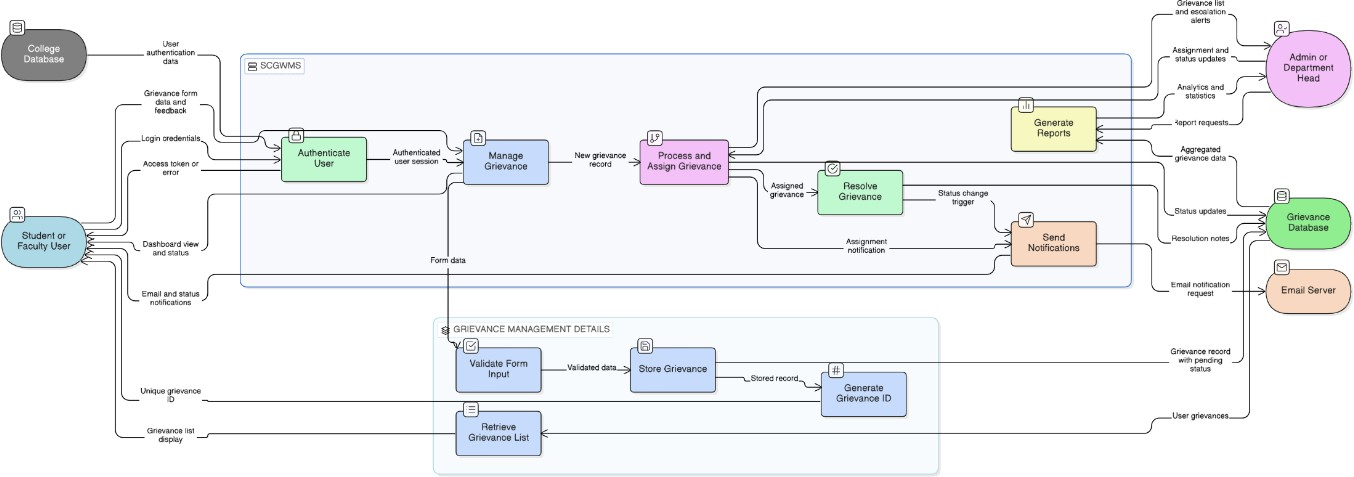 Grievance list
and escalation
alerts
College
Database
User
authentication
data
SCGWMS
Assignment and
status updates
Admin or
Department
Head
Grievance form
data and
feedback
Analytics and
statistics
Generate
Reports
Report requests
Login credentials
Authenticate
User
Authenticated
user session
Manage
Grievance
New grievance
record
Process and
Assign Grievance
Aggregated
grievance data
Access token or
error
Assigned
grievance
Resolve
Grievance
Status change
trigger
Status updates
Grievance
Database
Student or
Faculty User
Dashboard view
and status
Assignment
notification
Send
Notifications
Resolution notes
Form data
Email and status
notifications
Email notification
request
Email Server
GRIEVANCE MANAGEMENT DETAILS
Validate Form
Input
Validated data
Store Grievance
Stored record
Generate
Grievance ID
Grievance record
with pending
status
Unique grievance
ID
User grievances
Grievance list
display
Retrieve
Grievance List